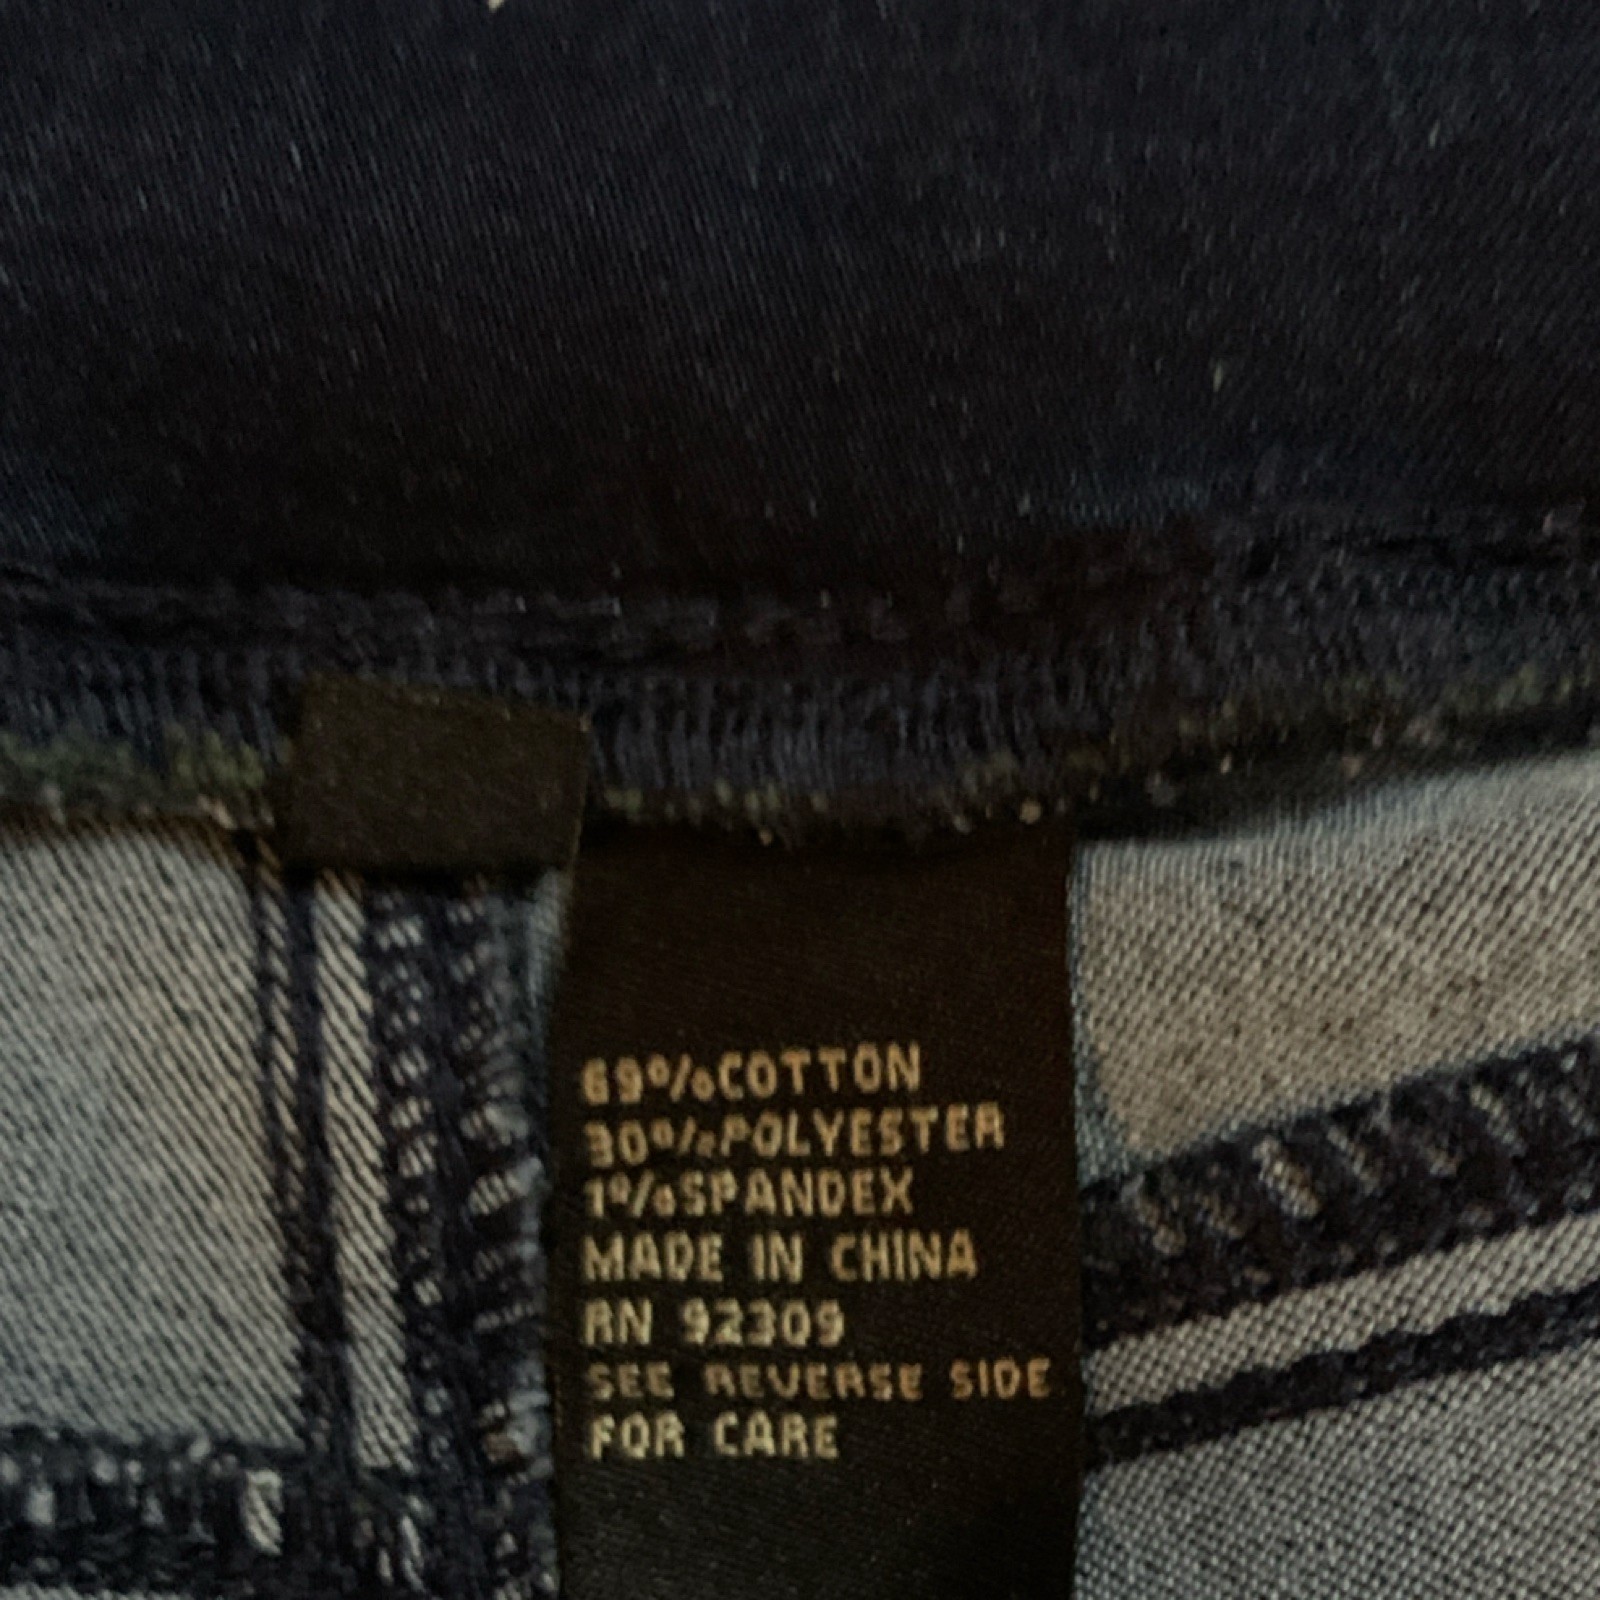 69%COTTON
30%POLYESTER
1%SPANDEX
MADE IN CHINA
RN 92309
SEE REVERSE SIDE
FOR CARE